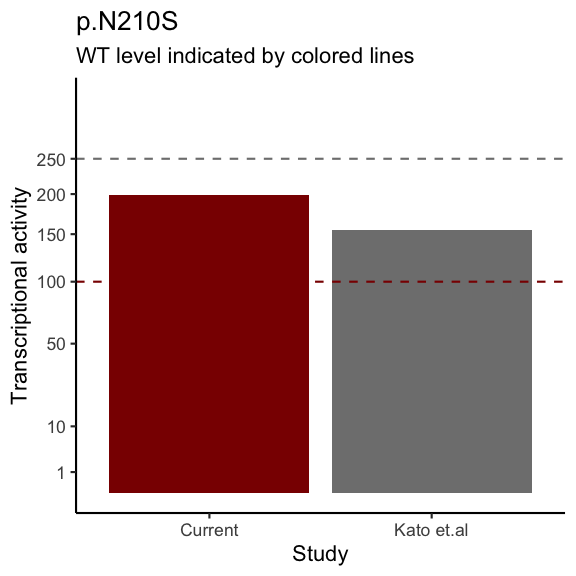 p.N210S
WT level indicated by colored lines
Transcriptional activity
250
200
150
100
50
10
1
Current
Kato et.al
Study